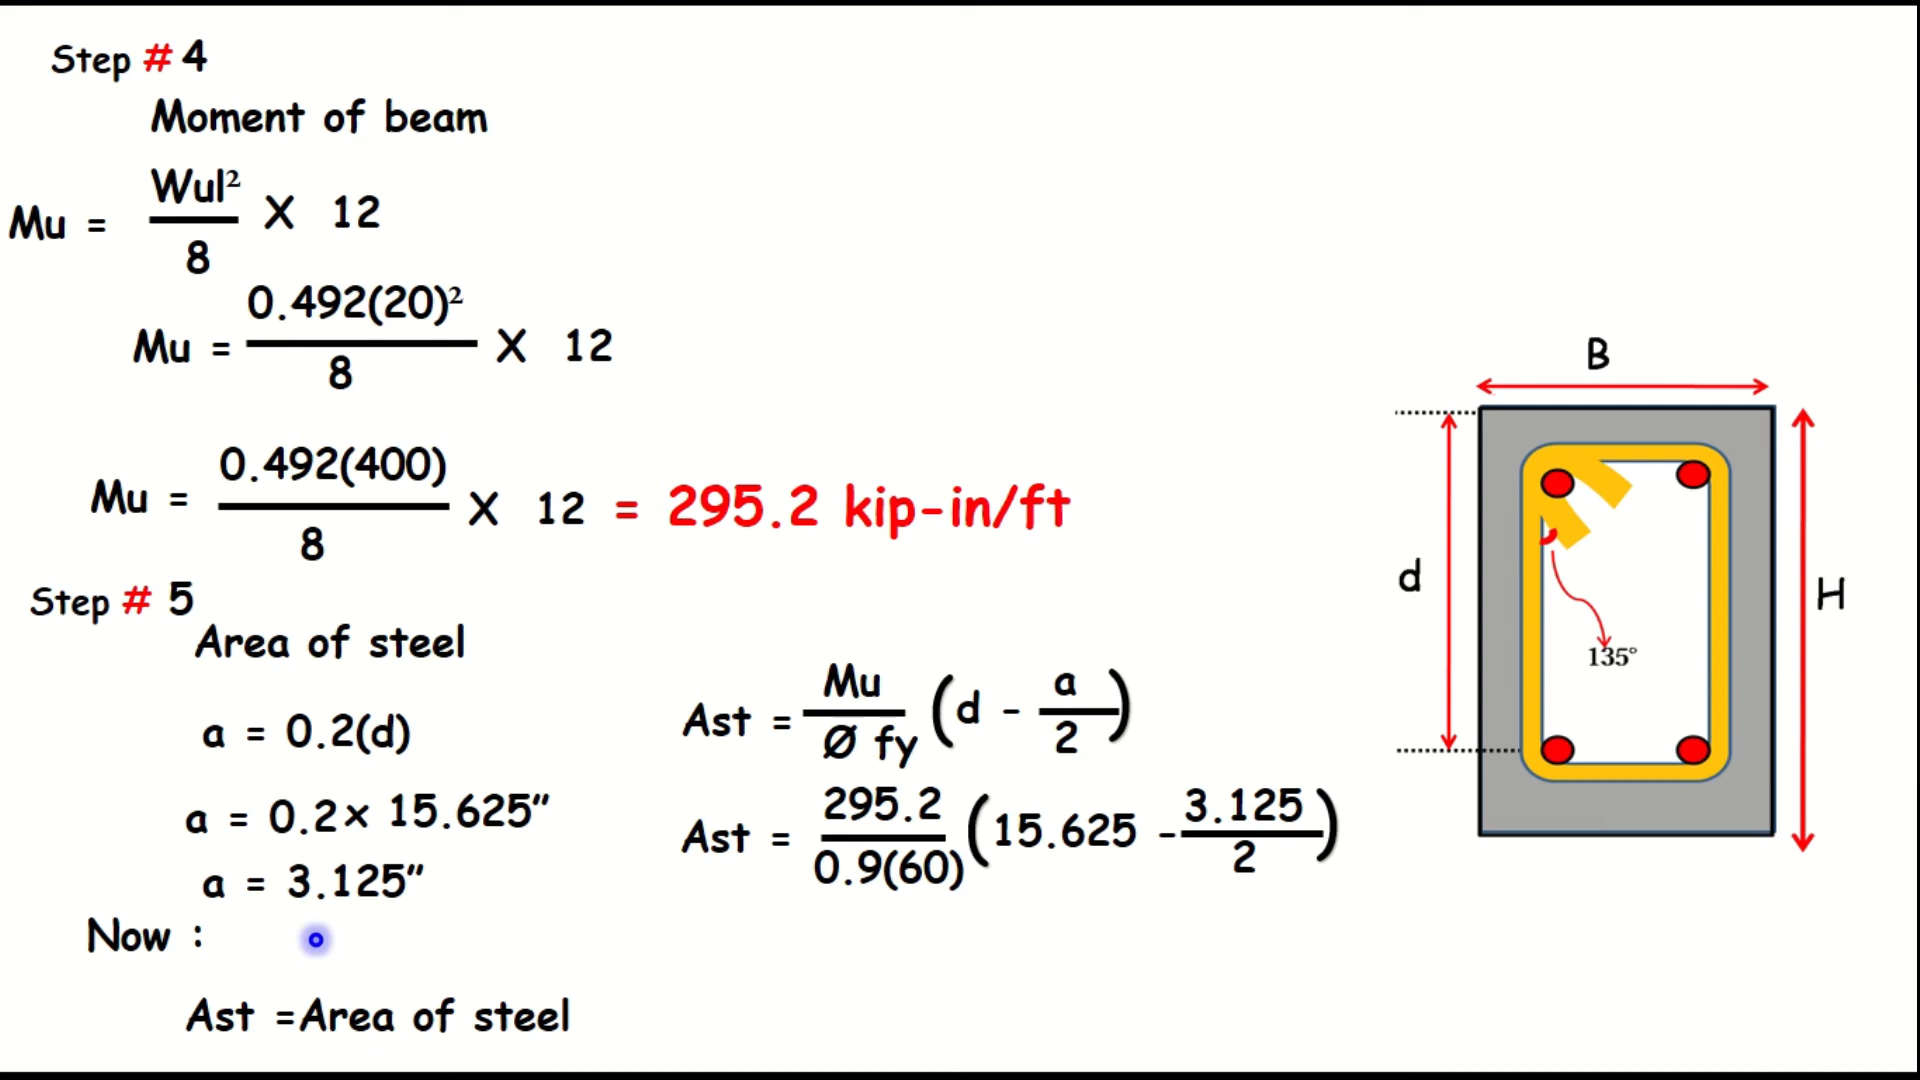 Step # 4
Moment of beam
Mu = Wul²/8 X 12
Mu = 0.492(20)²/8 X 12
Mu = 0.492(400)/8 X 12 = 295.2 kip-in/ft
Step # 5
Area of steel
a = 0.2(d)
a = 0.2x 15.625”
a = 3.125”
Now :
Ast =Area of steel
Ast = Mu/Ø fy (d - a/2)
Ast = 295.2/0.9(60) (15.625 - 3.125/2)
B
d
H
135°